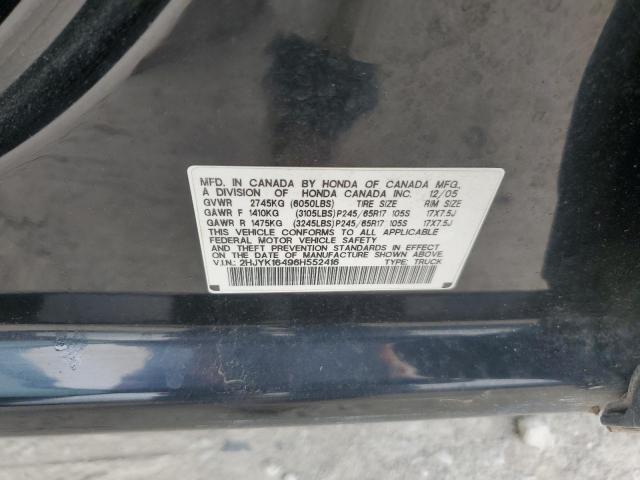 MFD. IN CANADA BY HONDA OF CANADA MFG.,
A DIVISION OF HONDA CANADA INC. 12/05
GVWR 2745KG (6050LBS) TIRE SIZE RIM SIZE
GAWR F 1410KG (3105LBS) P245/65R17 105S 17X7.5J
GAWR R 1475KG (3245LBS) P245/65R17 105S 17X7.5J
THIS VEHICLE CONFORMS TO ALL APPLICABLE
FEDERAL MOTOR VEHICLE SAFETY
AND THEFT PREVENTION STANDARDS IN EFFECT
ON THE DATE OF MANUFACTURE SHOWN ABOVE.
V.I.N.: 2HJYK16496H552416 TYPE: TRUCK